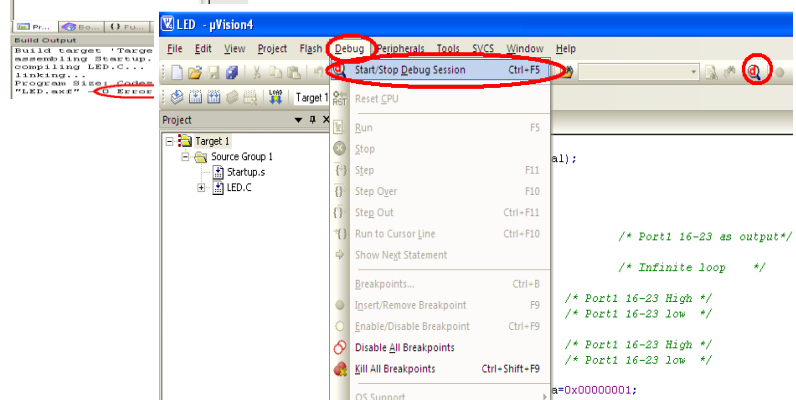 LED - µVision4
File Edit View Project Flash Debug Peripherals Tools SVCS Window Help
Pr... Bo... {} Fu...
Build Output
Build target 'Targe
assembling Startup.
compiling LED.C...
linking...
Program Size: Code=
"LED.axf" - 0 Error
Target 1
Project
Target 1
Source Group 1
Startup.s
LED.C
Start/Stop Debug Session Ctrl+F5
Reset CPU
Run F5
Stop
Step F11
Step Over F10
Step Out Ctrl+F11
Run to Cursor Line Ctrl+F10
Show Next Statement
Breakpoints... Ctrl+B
Insert/Remove Breakpoint F9
Enable/Disable Breakpoint Ctrl+F9
Disable All Breakpoints
Kill All Breakpoints Ctrl+Shift+F9
OS Support
al);
/* Port1 16-23 as output*/
/* Infinite loop */
/* Port1 16-23 High */
/* Port1 16-23 low */
/* Port1 16-23 High */
/* Port1 16-23 low */
a=0x00000001;